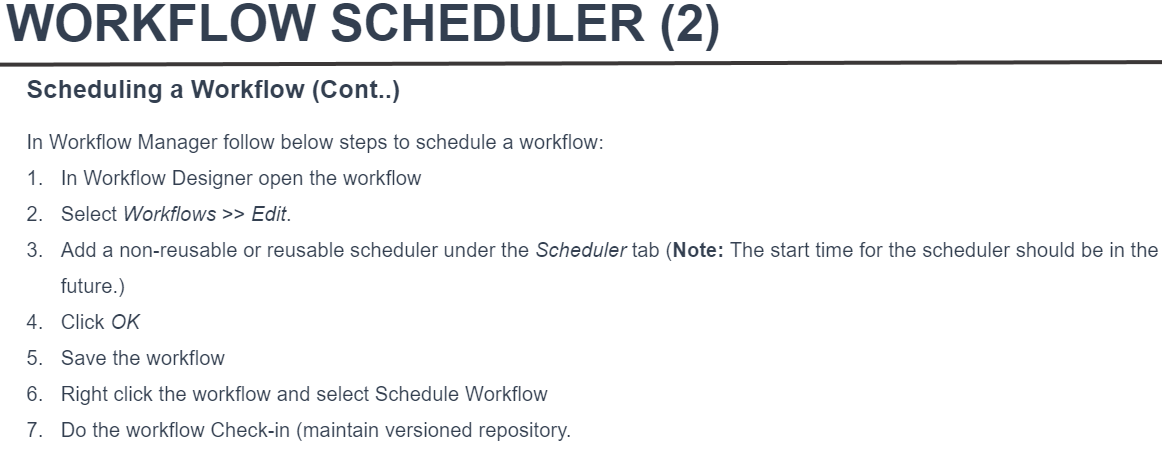 WORKFLOW SCHEDULER (2)
Scheduling a Workflow (Cont..)
In Workflow Manager follow below steps to schedule a workflow:
1. In Workflow Designer open the workflow
2. Select Workflows >> Edit.
3. Add a non-reusable or reusable scheduler under the Scheduler tab (Note: The start time for the scheduler should be in the
future.)
4. Click OK
5. Save the workflow
6. Right click the workflow and select Schedule Workflow
7. Do the workflow Check-in (maintain versioned repository.